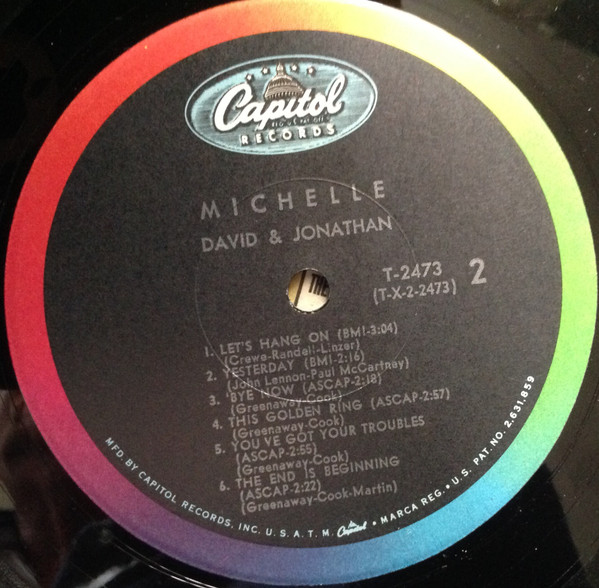 Capitol
RECORDS
MICHELLE
DAVID & JONATHAN
T-2473
(T-X-2-2473)
2
1. LET'S HANG ON (BMI-3:04)
(Crewe-Randell-Linzer)
2. YESTERDAY (BMI-2:16)
(John Lennon-Paul McCartney)
3. BYE NOW (ASCAP-2:18)
(Greenaway-Cook)
4. THIS GOLDEN RING (ASCAP-2:57)
(Greenaway-Cook)
5. YOU'VE GOT YOUR TROUBLES
(ASCAP-2:55)
(Greenaway-Cook)
6. THE END IS BEGINNING
(ASCAP-2:22)
(Greenaway-Cook-Martin)
MFD. BY CAPITOL RECORDS, INC. U.S.A. T.M. Capitol • MARCA REG. • U.S. PAT. NO. 2,631,859